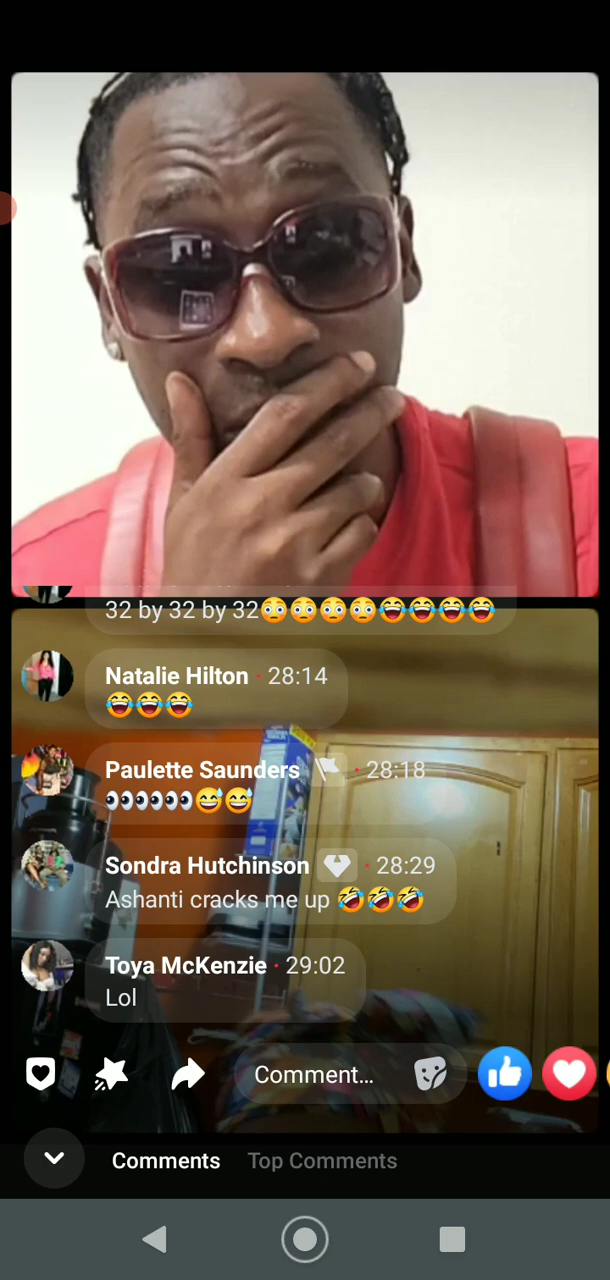 32 by 32 by 32😳😳😳😳😂😂😂😂
Natalie Hilton · 28:14
😂😂😂
Paulette Saunders · 28:18
👀👀👀😅😅
Sondra Hutchinson · 28:29
Ashanti cracks me up 🤣🤣🤣
Toya McKenzie · 29:02
Lol
Comment...
Comments Top Comments